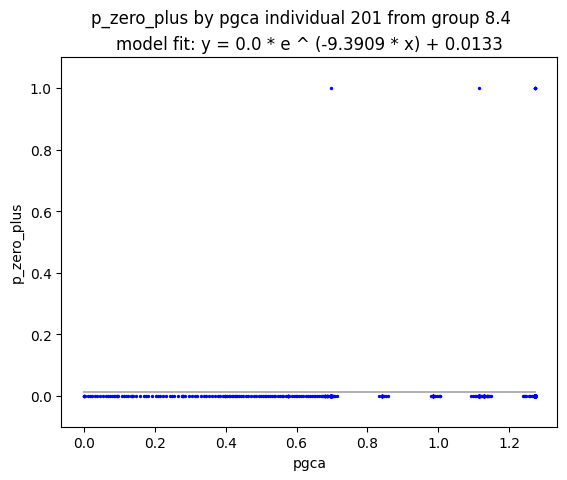 p_zero_plus by pgca individual 201 from group 8.4
model fit: y = 0.0 * e ^ (-9.3909 * x) + 0.0133
1.0
0.8
0.6
0.4
0.2
0.0
p_zero_plus
0.0 0.2 0.4 0.6 0.8 1.0 1.2
pgca